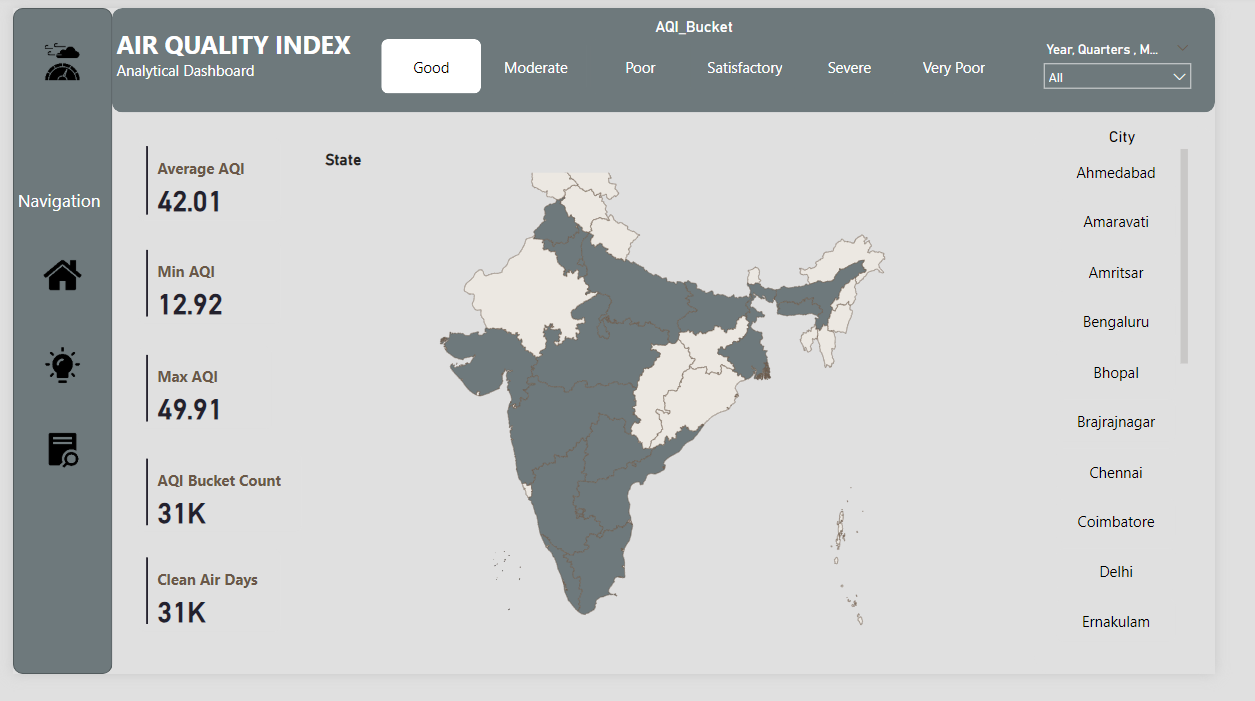 AQI_Bucket
AIR QUALITY INDEX
Analytical Dashboard
Good
Moderate
Poor
Satisfactory
Severe
Very Poor
Year, Quarters , M...
All
Navigation
Average AQI
42.01
Min AQI
12.92
Max AQI
49.91
AQI Bucket Count
31K
Clean Air Days
31K
State
City
Ahmedabad
Amaravati
Amritsar
Bengaluru
Bhopal
Brajrajnagar
Chennai
Coimbatore
Delhi
Ernakulam